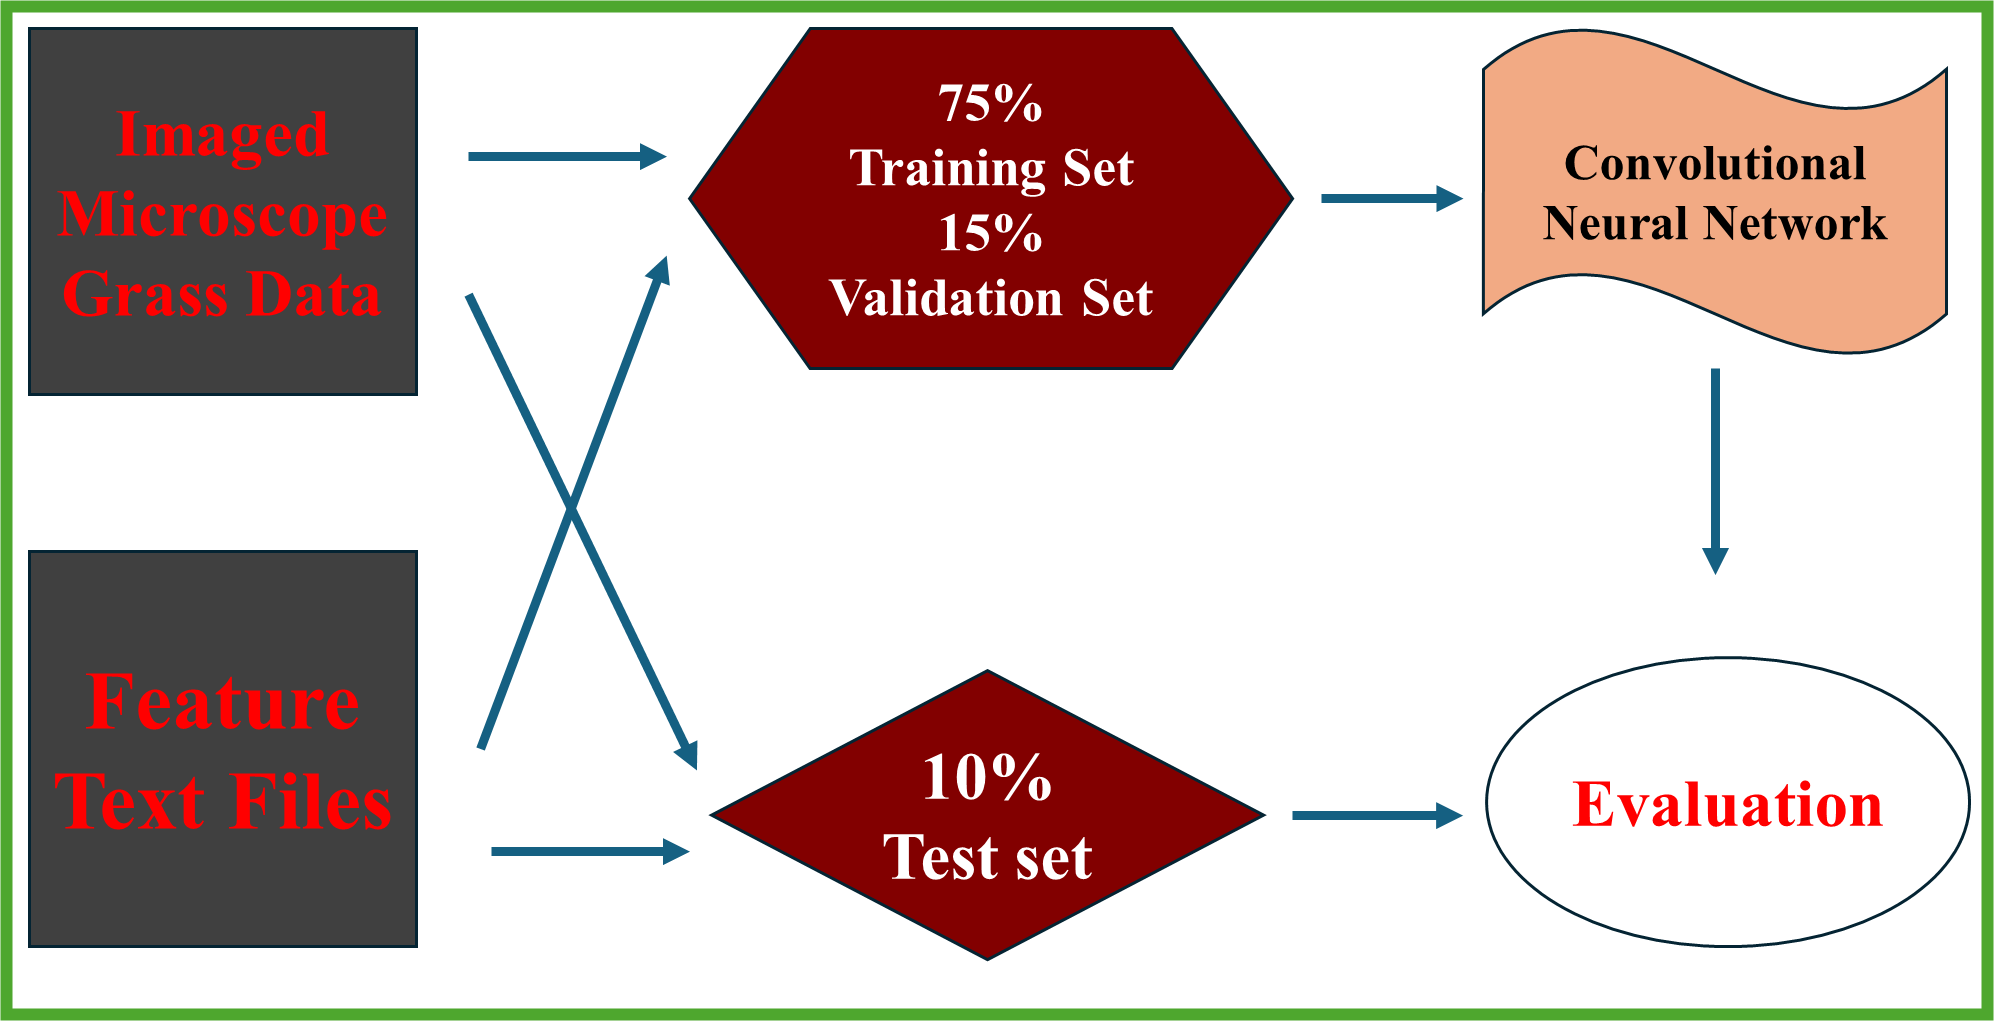 Imaged
Microscope
Grass Data
75%
Training Set
15%
Validation Set
Convolutional
Neural Network
Feature
Text Files
10%
Test set
Evaluation